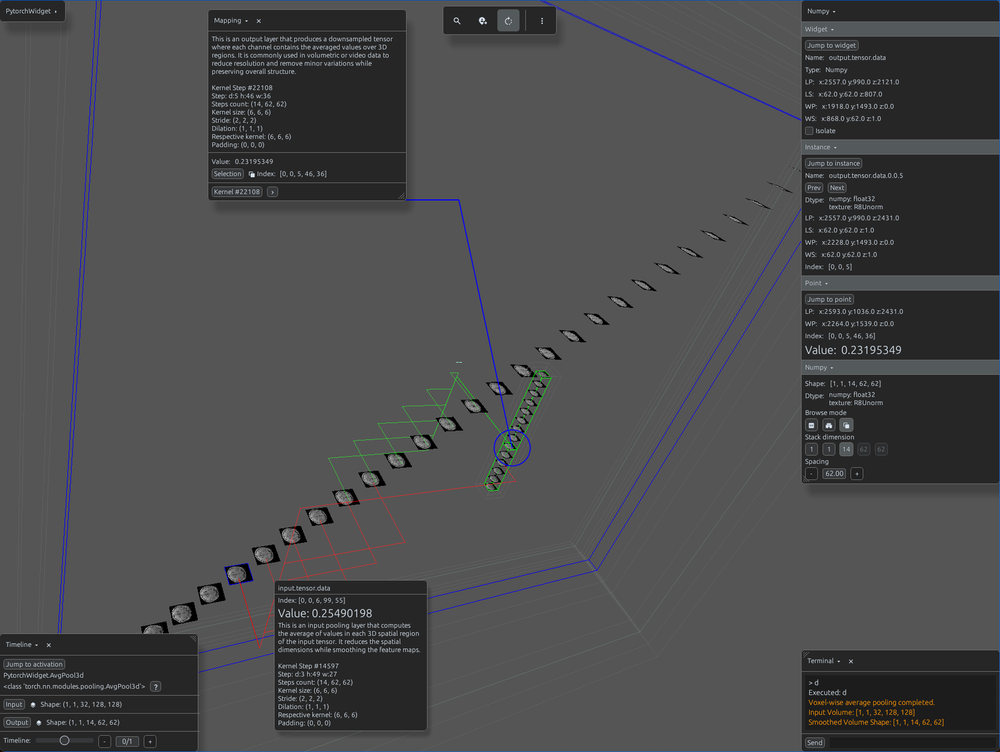 PytorchWidget
Mapping
This is an output layer that produces a downsampled tensor
where each channel contains the averaged values over 3D
regions. It is commonly used in volumetric or video data to
reduce resolution and remove minor variations while
preserving overall structure.
Kernel Step #22108
Step: d:5 h:46 w:36
Steps count: (14, 62, 62)
Kernel size: (6, 6, 6)
Stride: (2, 2, 2)
Dilation: (1, 1, 1)
Respective kernel: (6, 6, 6)
Padding: (0, 0, 0)
Value: 0.23195349
Selection Index: [0, 0, 5, 46, 36]
Kernel #22108 >
Numpy
Widget
Jump to widget
Name: output.tensor.data
Type: Numpy
LP: x:2557.0 y:990.0 z:2121.0
LS: x:62.0 y:62.0 z:807.0
WP: x:1918.0 y:1493.0 z:0.0
WS: x:868.0 y:62.0 z:1.0
Isolate
Instance
Jump to instance
Name: output.tensor.data.0.0.5
Prev Next
Dtype: numpy: float32
texture: R8Unorm
LP: x:2557.0 y:990.0 z:2431.0
LS: x:62.0 y:62.0 z:1.0
WP: x:2228.0 y:1493.0 z:0.0
WS: x:62.0 y:62.0 z:1.0
Index: [0, 0, 5]
Point
Jump to point
LP: x:2593.0 y:1036.0 z:2431.0
WP: x:2264.0 y:1539.0 z:0.0
Index: [0, 0, 5, 46, 36]
Value: 0.23195349
Numpy
Shape: [1, 1, 14, 62, 62]
Dtype: numpy: float32
texture: R8Unorm
Browse mode
Stack dimension
1 1 14 62 62
Spacing
- 62.00 +
input.tensor.data
Index: [0, 0, 6, 99, 55]
Value: 0.25490198
This is an input pooling layer that computes
the average of values in each 3D spatial region
of the input tensor. It reduces the spatial
dimensions while smoothing the feature maps.
Kernel Step #14597
Step: d:3 h:49 w:27
Steps count: (14, 62, 62)
Kernel size: (6, 6, 6)
Stride: (2, 2, 2)
Dilation: (1, 1, 1)
Respective kernel: (6, 6, 6)
Padding: (0, 0, 0)
Timeline
Jump to activation
PytorchWidget.AvgPool3d
<class 'torch.nn.modules.pooling.AvgPool3d'> ?
Input Shape: (1, 1, 32, 128, 128)
Output Shape: (1, 1, 14, 62, 62)
Timeline: - 0/1 +
Terminal
> d
Executed: d
Voxel-wise average pooling completed.
Input Volume: [1, 1, 32, 128, 128]
Smoothed Volume Shape: [1, 1, 14, 62, 62]
Send